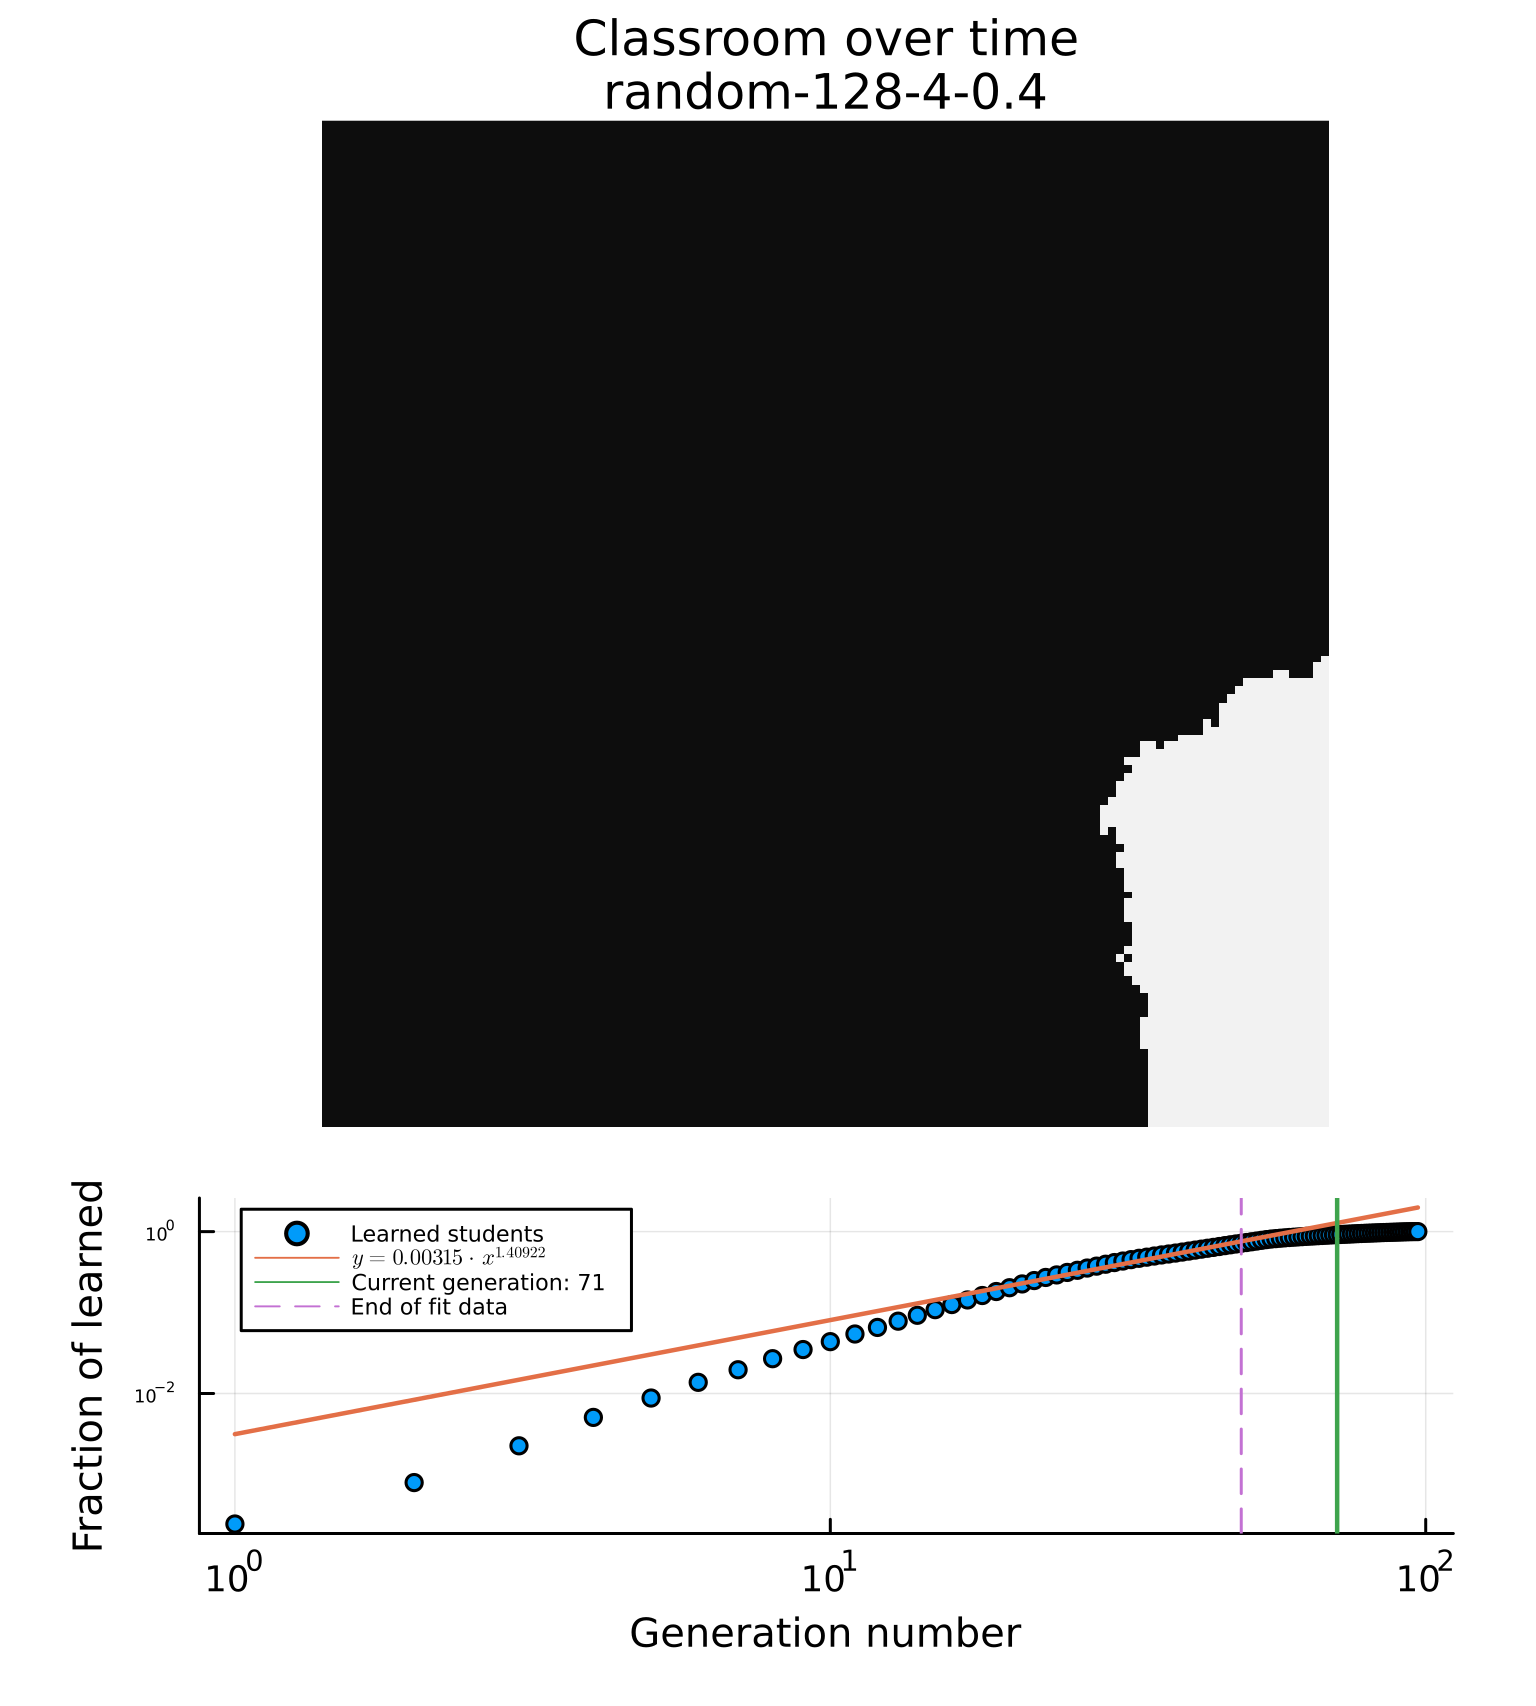 Classroom over time
random-128-4-0.4
Fraction of learned
10^0
10^-2
Learned students
y = 0.00315 · x^1.40922
Current generation: 71
End of fit data
10^0
10^1
10^2
Generation number